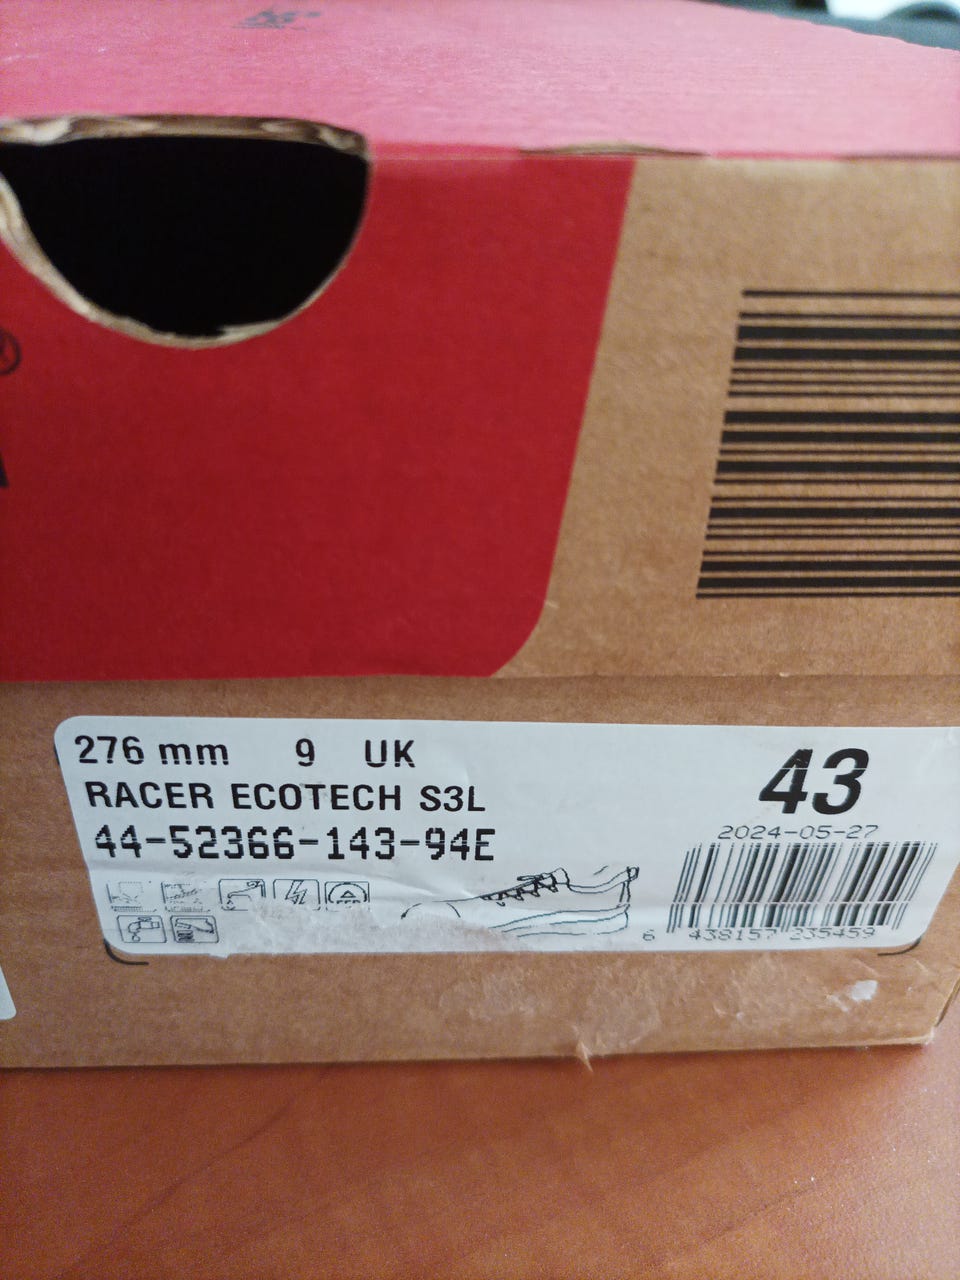 276 mm 9 UK
RACER ECOTECH S3L
44-52366-143-94E
43
2024-05-27
6 438157 235459